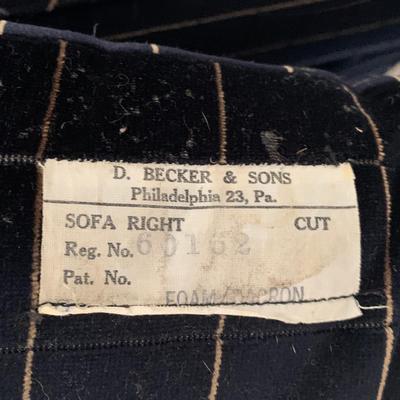 D. BECKER & SONS
Philadelphia 23, Pa.
SOFA RIGHT CUT
Reg. No. 60162
Pat. No.
FOAM/DACRON